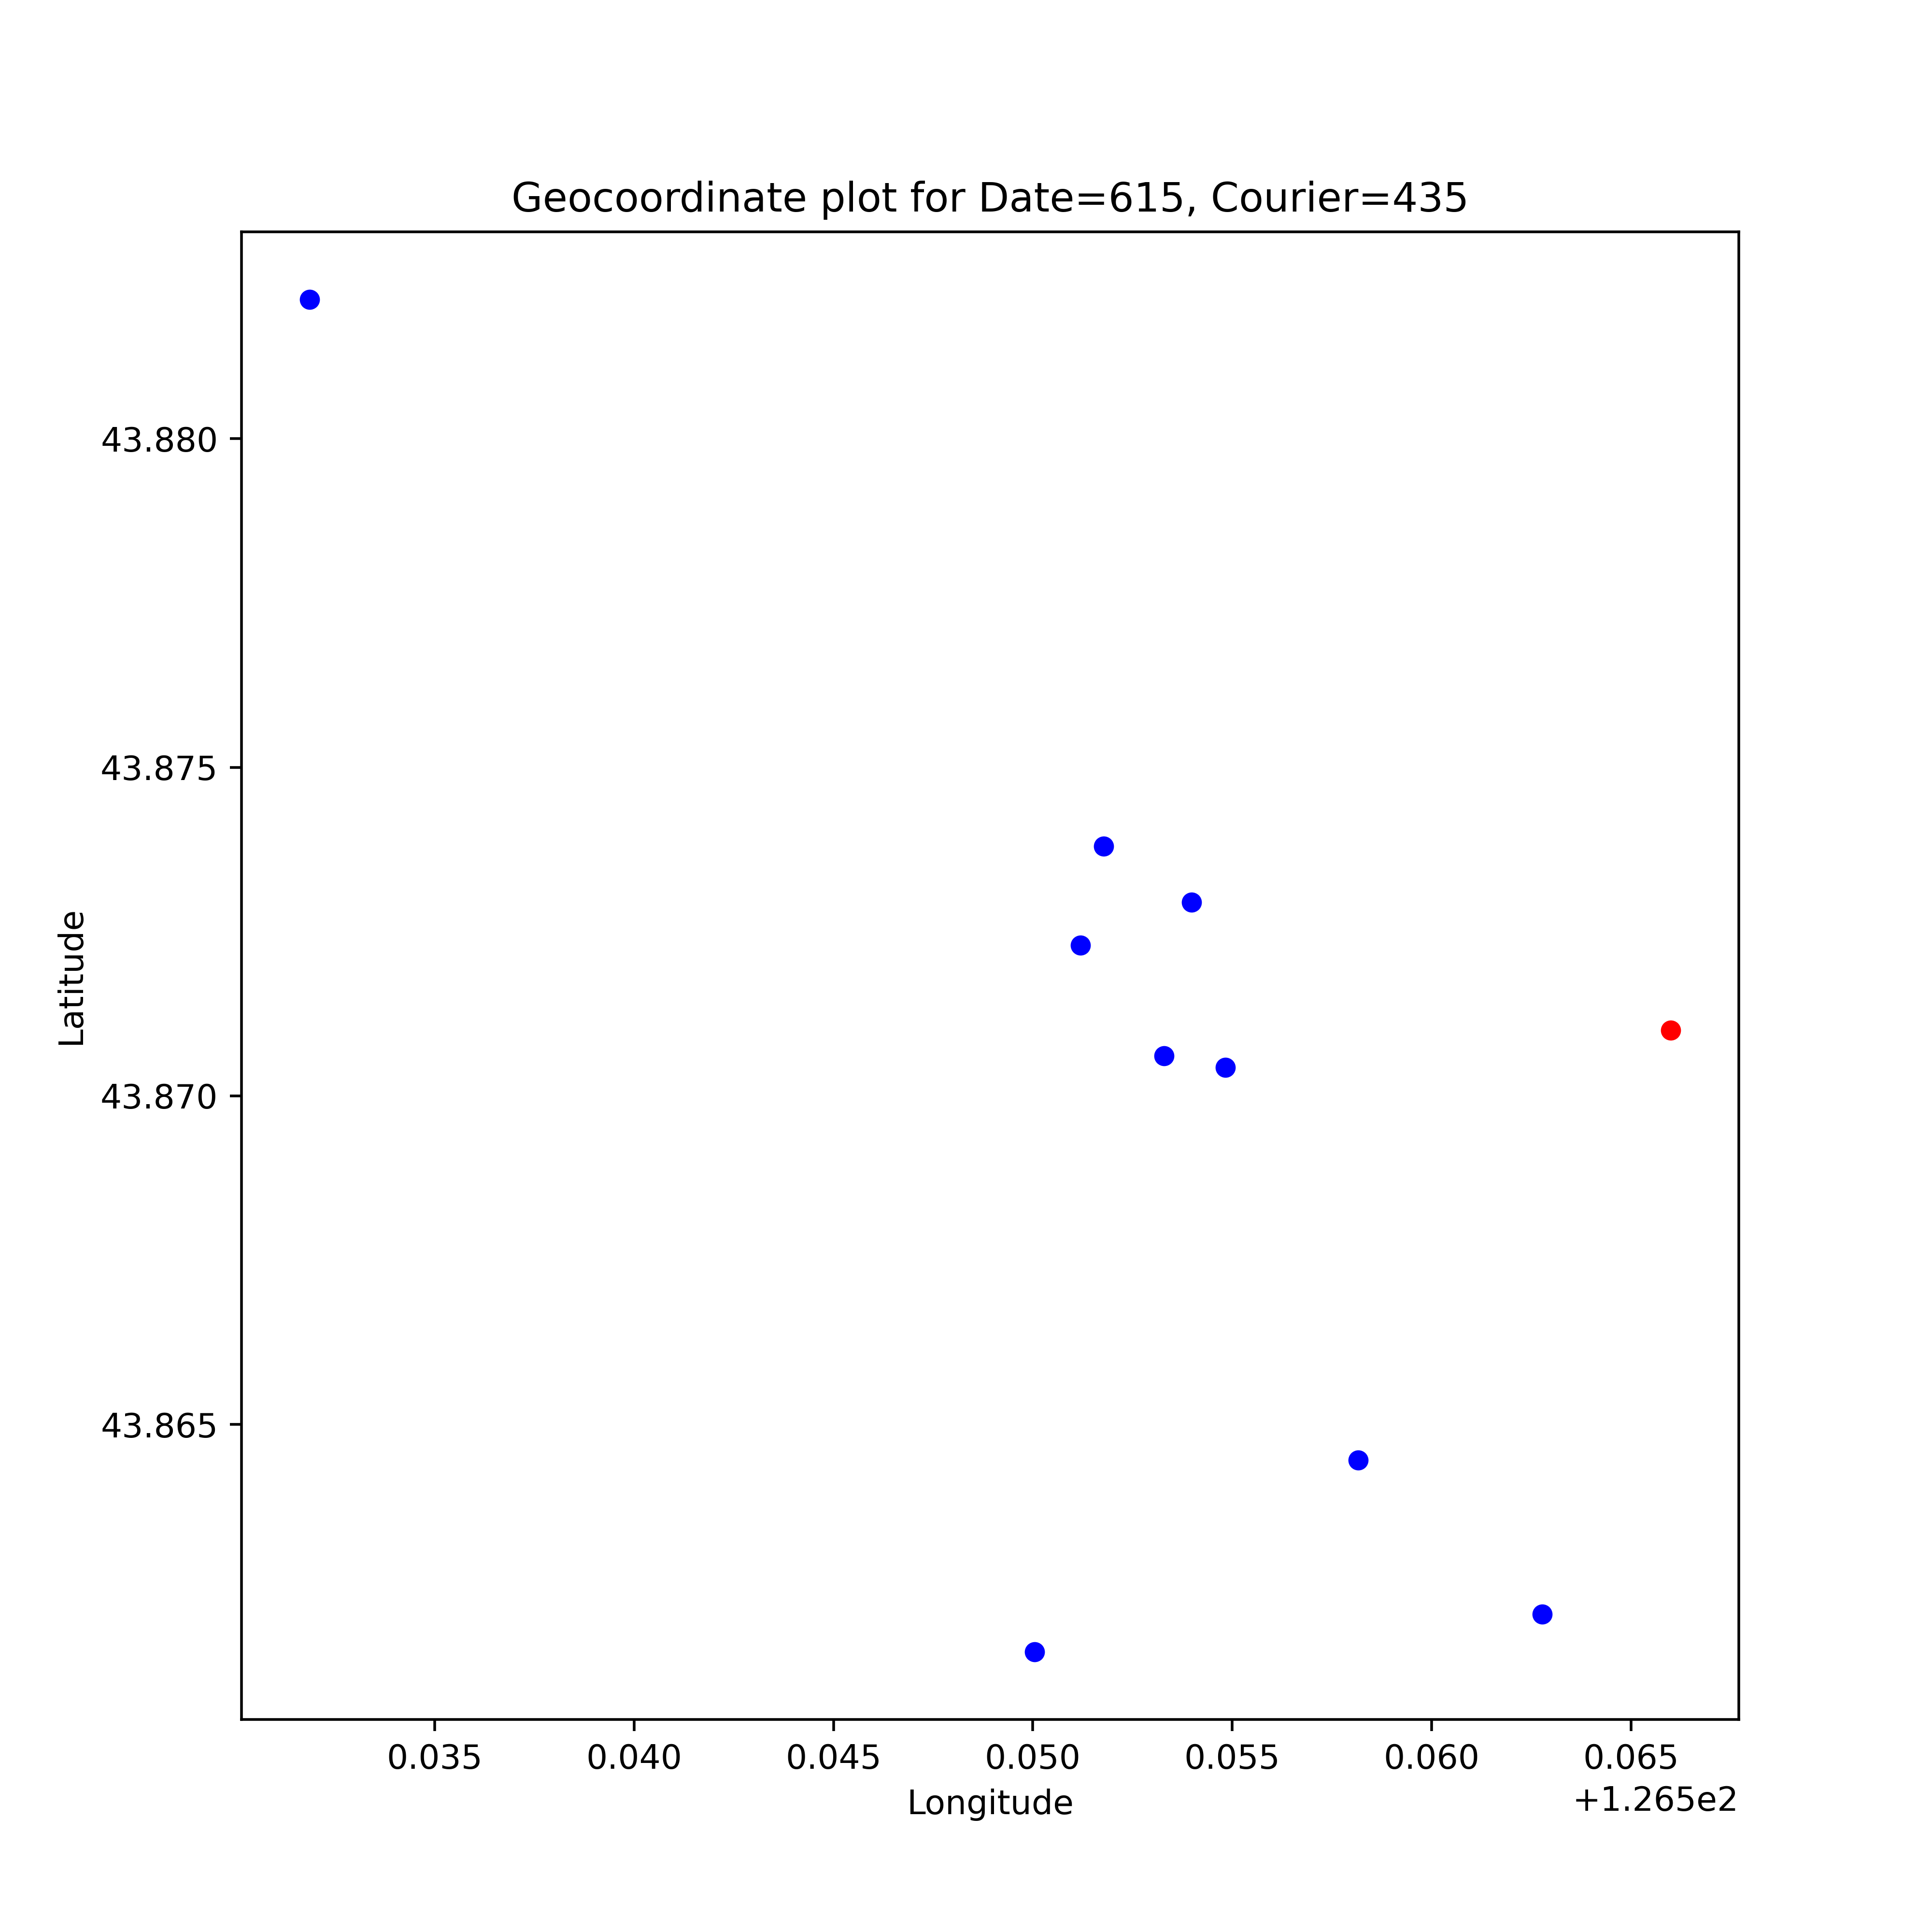 Geocoordinate plot for Date=615, Courier=435
43.880
43.875
43.870
43.865
Latitude
0.035 0.040 0.045 0.050 0.055 0.060 0.065
+1.265e2
Longitude